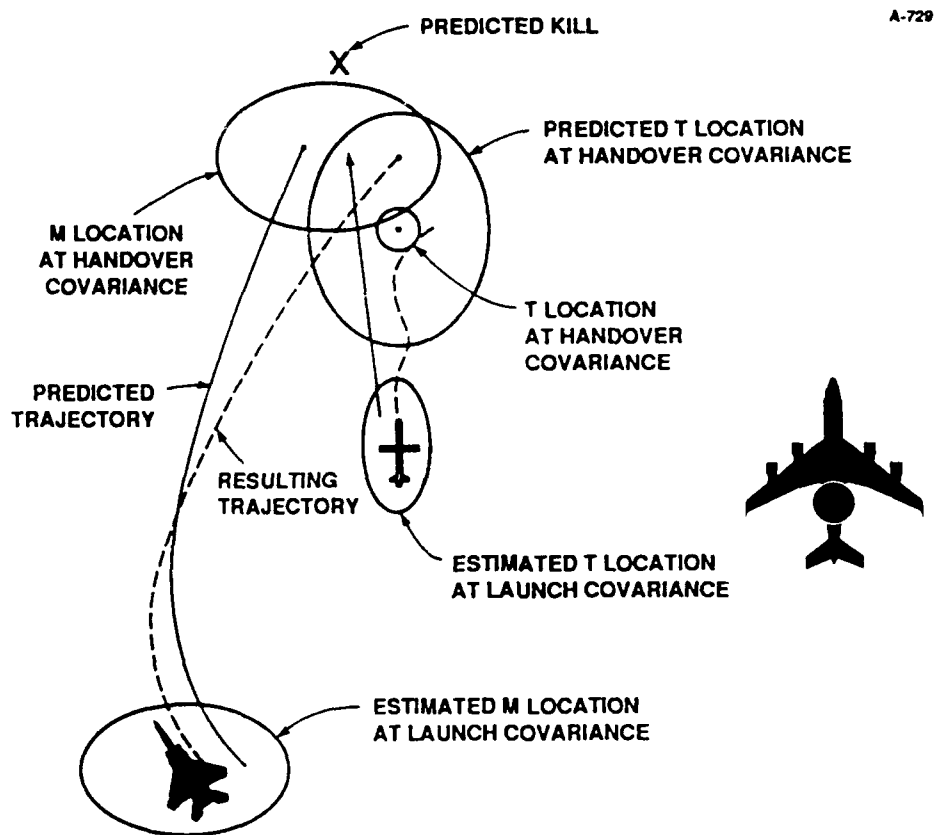 A-729
PREDICTED KILL
X
PREDICTED T LOCATION
AT HANDOVER COVARIANCE
M LOCATION
AT HANDOVER
COVARIANCE
T LOCATION
AT HANDOVER
COVARIANCE
PREDICTED
TRAJECTORY
RESULTING
TRAJECTORY
ESTIMATED T LOCATION
AT LAUNCH COVARIANCE
ESTIMATED M LOCATION
AT LAUNCH COVARIANCE